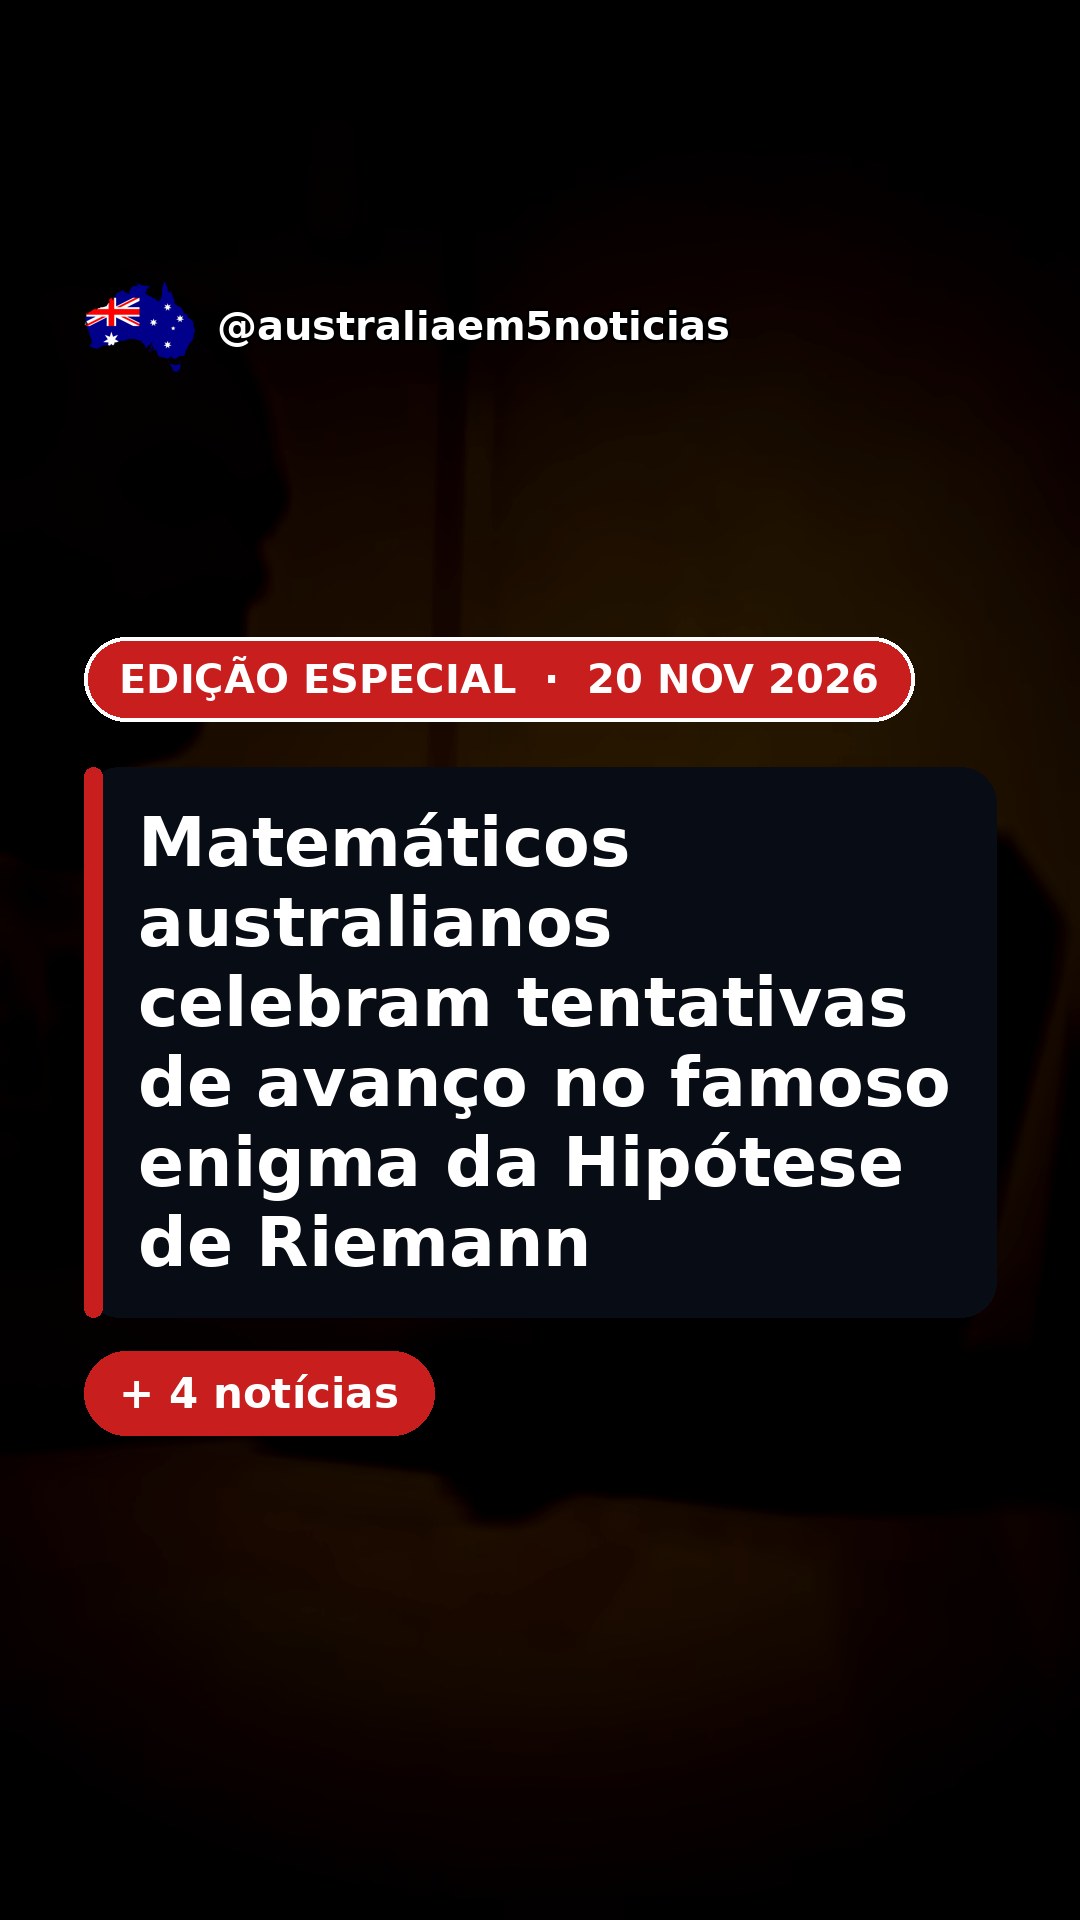 @australiaem5noticias
EDIÇÃO ESPECIAL · 20 NOV 2026
Matemáticos
australianos
celebram tentativas
de avanço no famoso
enigma da Hipótese
de Riemann
+ 4 notícias